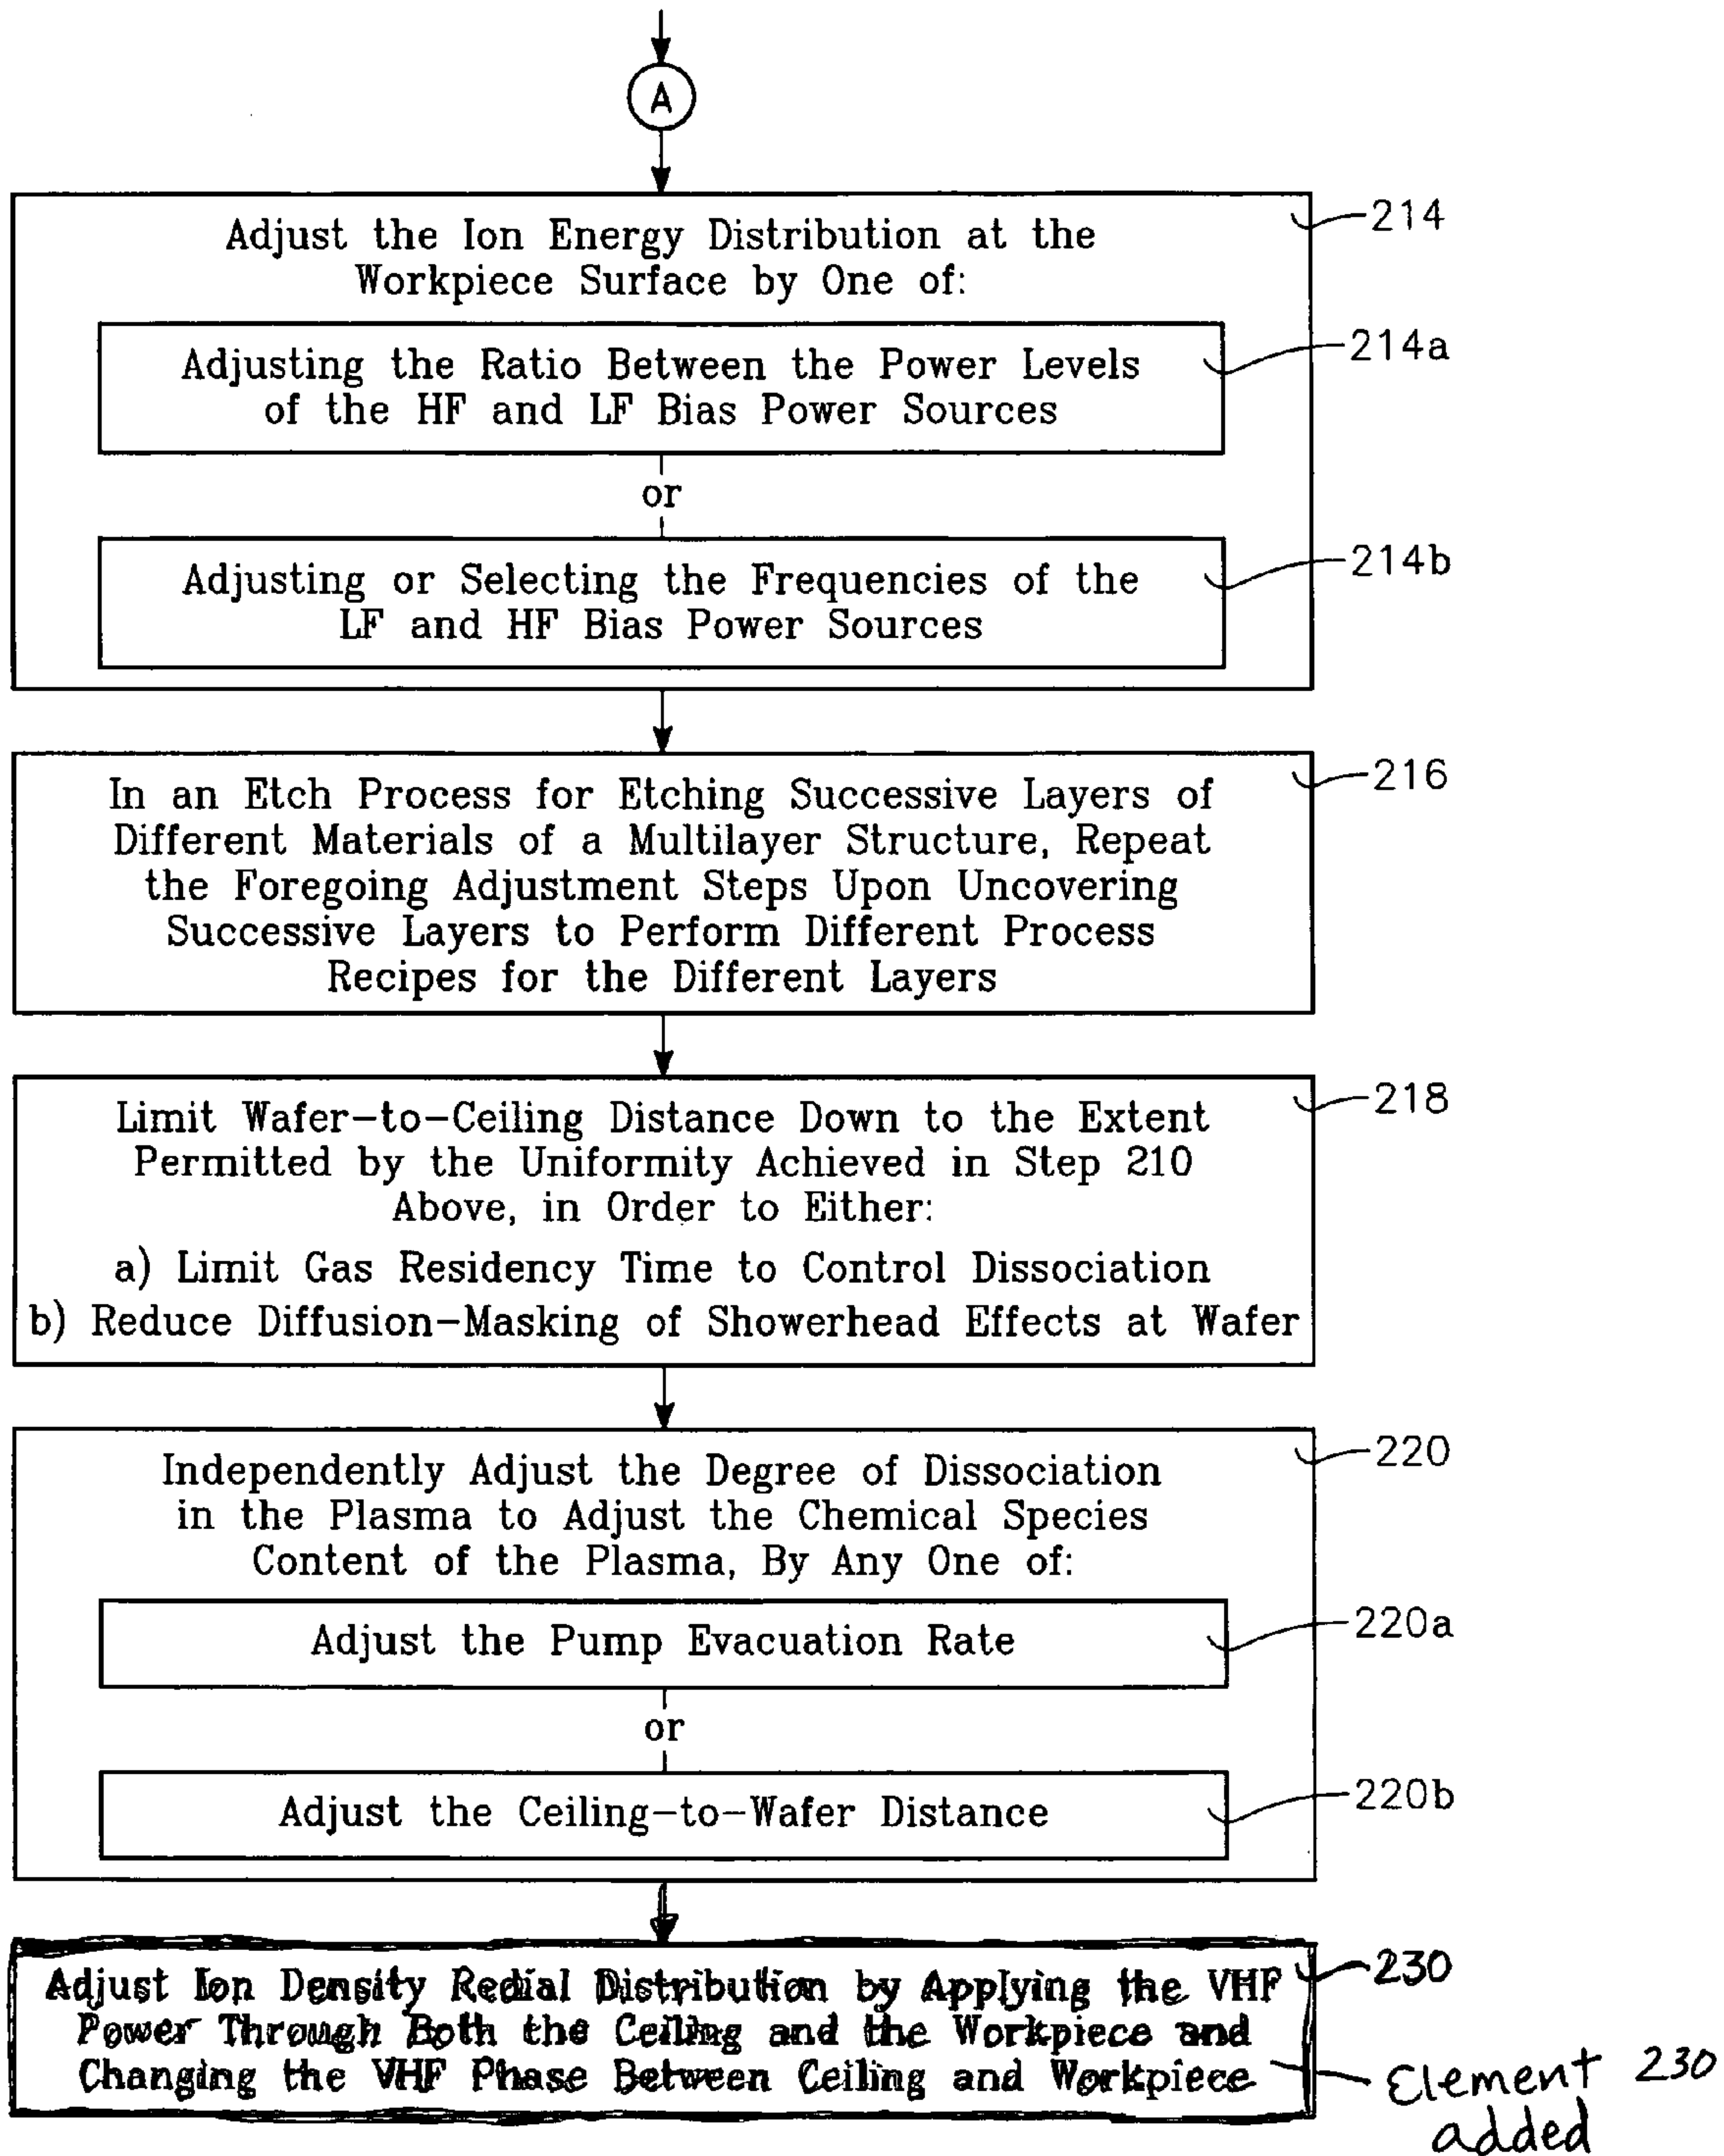 A
214
Adjust the Ion Energy Distribution at the
Workpiece Surface by One of:
214a
Adjusting the Ratio Between the Power Levels
of the HF and LF Bias Power Sources
or
214b
Adjusting or Selecting the Frequencies of the
LF and HF Bias Power Sources
216
In an Etch Process for Etching Successive Layers of
Different Materials of a Multilayer Structure, Repeat
the Foregoing Adjustment Steps Upon Uncovering
Successive Layers to Perform Different Process
Recipes for the Different Layers
218
Limit Wafer-to-Ceiling Distance Down to the Extent
Permitted by the Uniformity Achieved in Step 210
Above, in Order to Either:
a) Limit Gas Residency Time to Control Dissociation
b) Reduce Diffusion-Masking of Showerhead Effects at Wafer
220
Independently Adjust the Degree of Dissociation
in the Plasma to Adjust the Chemical Species
Content of the Plasma, By Any One of:
220a
Adjust the Pump Evacuation Rate
or
220b
Adjust the Ceiling-to-Wafer Distance
230
Adjust Ion Density Redial Distribution by Applying the VHF
Power Through Both the Ceiling and the Workpiece and
Changing the VHF Phase Between Ceiling and Workpiece
Element 230
added